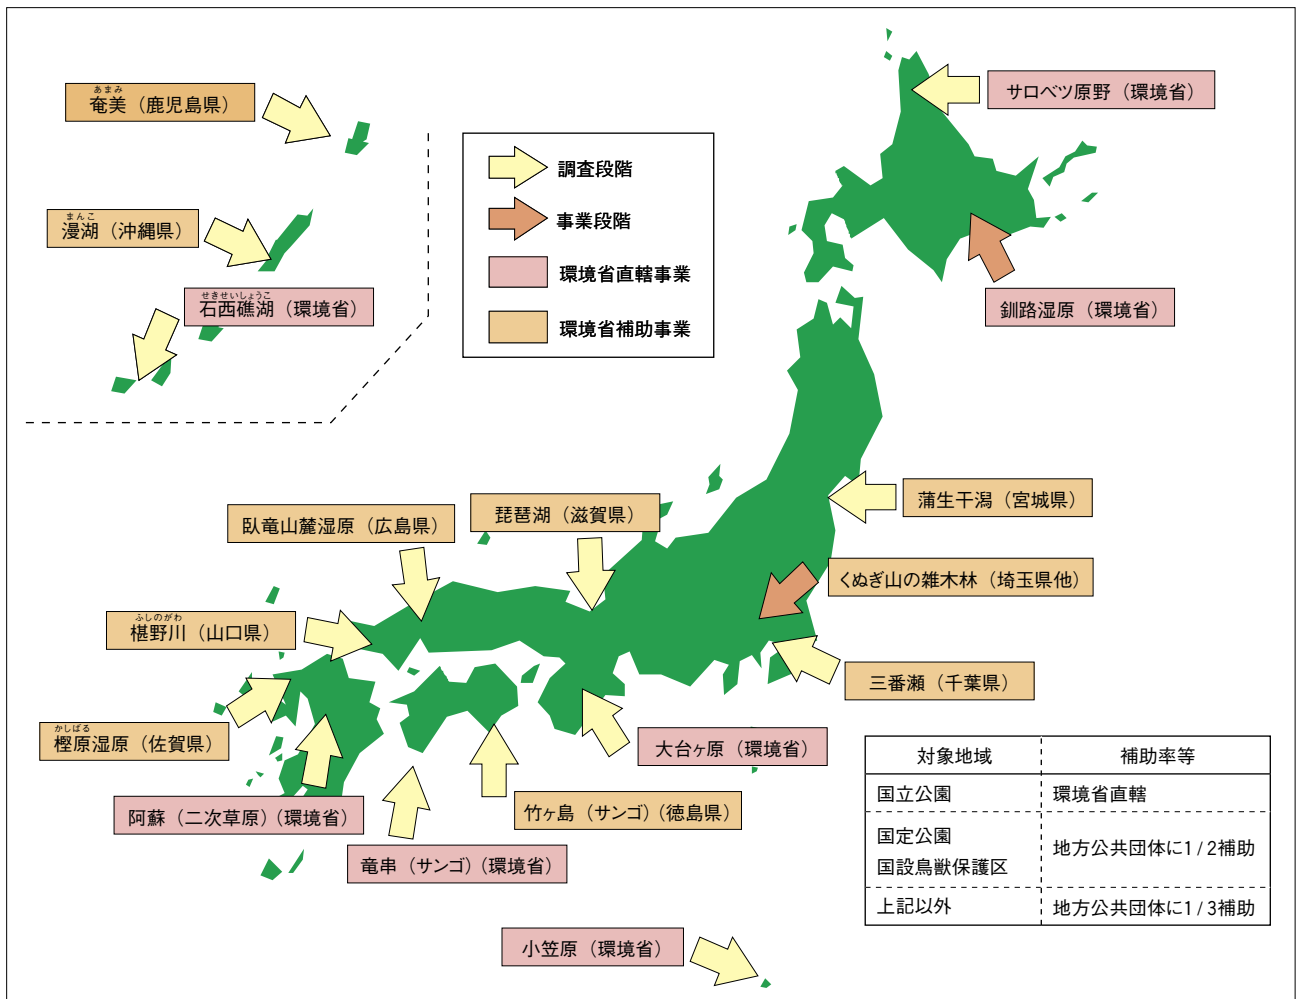 あまみ
奄美（鹿児島県）
まんこ
漫湖（沖縄県）
せきせいしょうこ
石西礁湖（環境省）
調査段階
事業段階
環境省直轄事業
環境省補助事業
サロベツ原野（環境省）
釧路湿原（環境省）
蒲生干潟（宮城県）
くぬぎ山の雑木林（埼玉県他）
三番瀬（千葉県）
琵琶湖（滋賀県）
臥竜山麓湿原（広島県）
ふしのがわ
椹野川（山口県）
かしばる
樫原湿原（佐賀県）
阿蘇（二次草原）（環境省）
竜串（サンゴ）（環境省）
竹ヶ島（サンゴ）（徳島県）
大台ヶ原（環境省）
小笠原（環境省）
対象地域 補助率等
国立公園 環境省直轄
国定公園
国設鳥獣保護区
地方公共団体に1/2補助
上記以外 地方公共団体に1/3補助